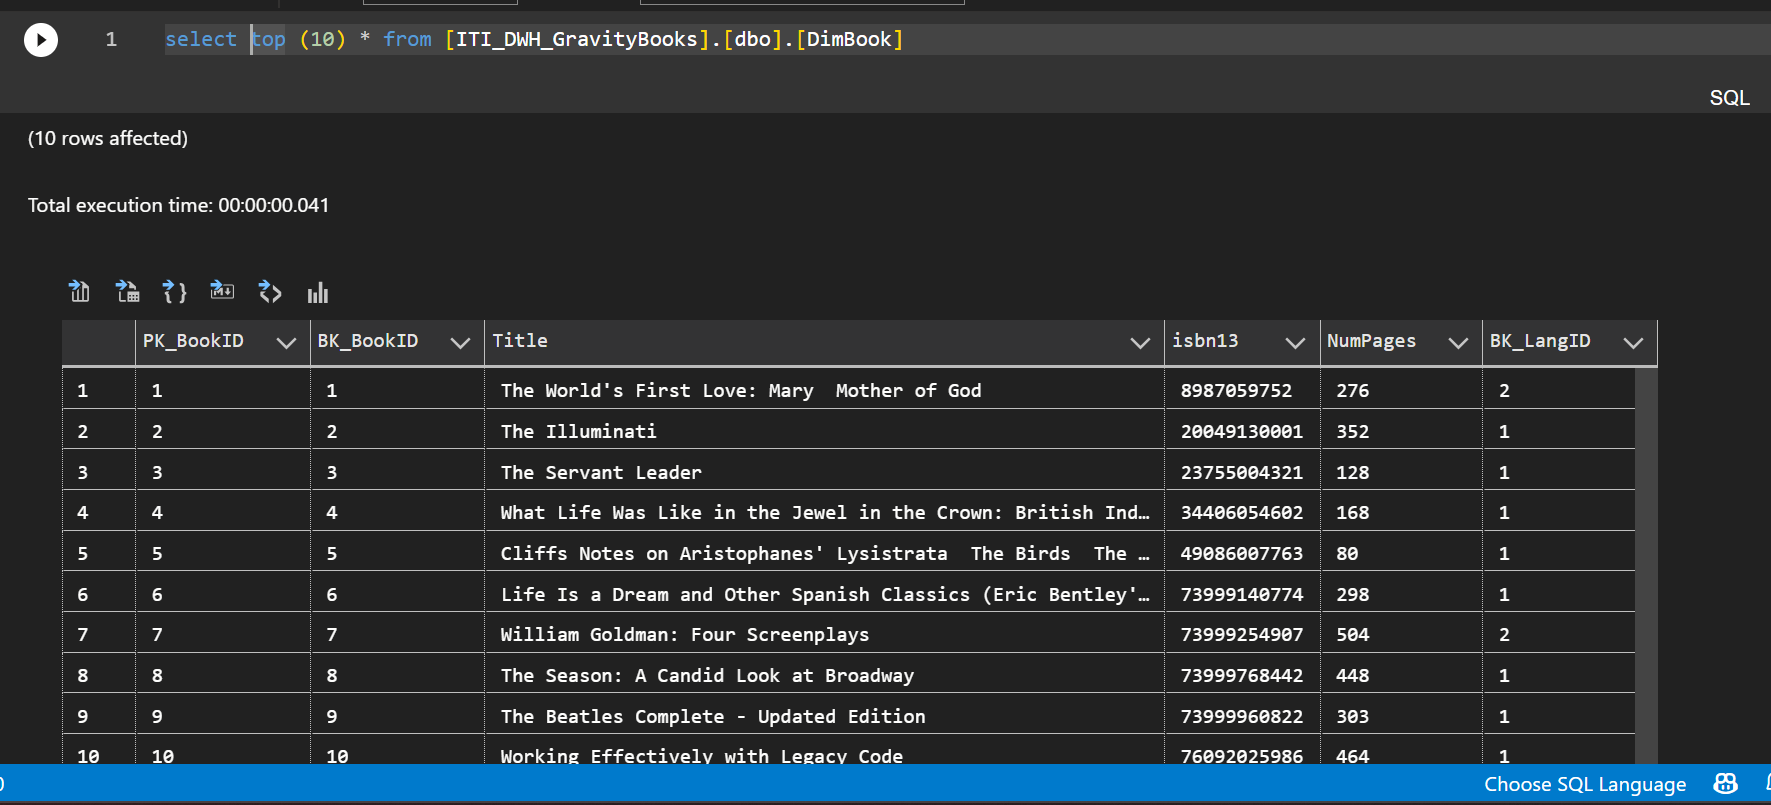 1 select top (10) * from [ITI_DWH_GravityBooks].[dbo].[DimBook]
SQL
(10 rows affected)
Total execution time: 00:00:00.041
PK_BookID BK_BookID Title isbn13 NumPages BK_LangID
1 1 1 The World's First Love: Mary  Mother of God 8987059752 276 2
2 2 2 The Illuminati 20049130001 352 1
3 3 3 The Servant Leader 23755004321 128 1
4 4 4 What Life Was Like in the Jewel in the Crown: British Ind… 34406054602 168 1
5 5 5 Cliffs Notes on Aristophanes' Lysistrata  The Birds  The … 49086007763 80 1
6 6 6 Life Is a Dream and Other Spanish Classics (Eric Bentley'… 73999140774 298 1
7 7 7 William Goldman: Four Screenplays 73999254907 504 2
8 8 8 The Season: A Candid Look at Broadway 73999768442 448 1
9 9 9 The Beatles Complete - Updated Edition 73999960822 303 1
10 10 10 Working Effectively with Legacy Code 76092025986 464 1
Choose SQL Language